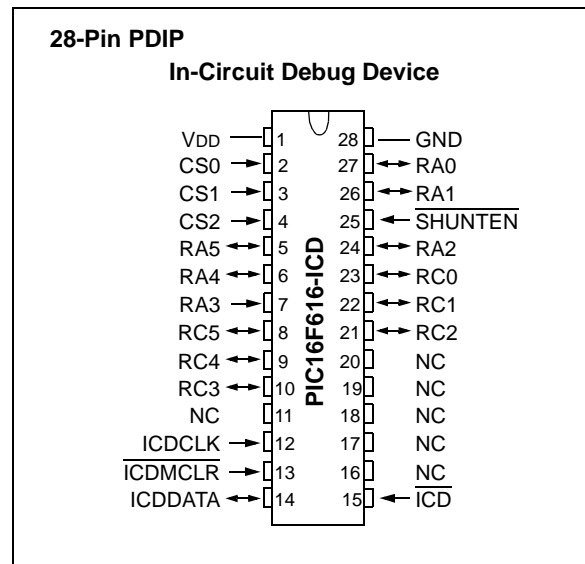 28-Pin PDIP
In-Circuit Debug Device
VDD 1 28 GND
CS0 2 27 RA0
CS1 3 26 RA1
CS2 4 25 SHUNTEN
RA5 5 24 RA2
RA4 6 23 RC0
RA3 7 22 RC1
RC5 8 21 RC2
RC4 9 20 NC
RC3 10 19 NC
NC 11 18 NC
ICDCLK 12 17 NC
ICDMCLR 13 16 NC
ICDDATA 14 15 ICD
PIC16F616-ICD